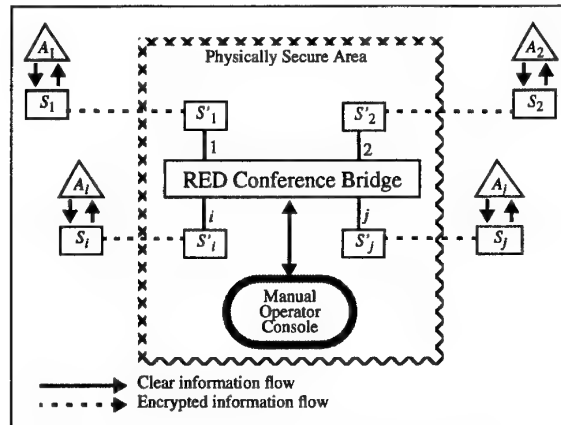 A1
A2
Physically Secure Area
S1
S'1
S'2
S2
1
2
RED Conference Bridge
Ai
Aj
i
j
Si
S'i
S'j
Sj
Manual
Operator
Console
Clear information flow
Encrypted information flow